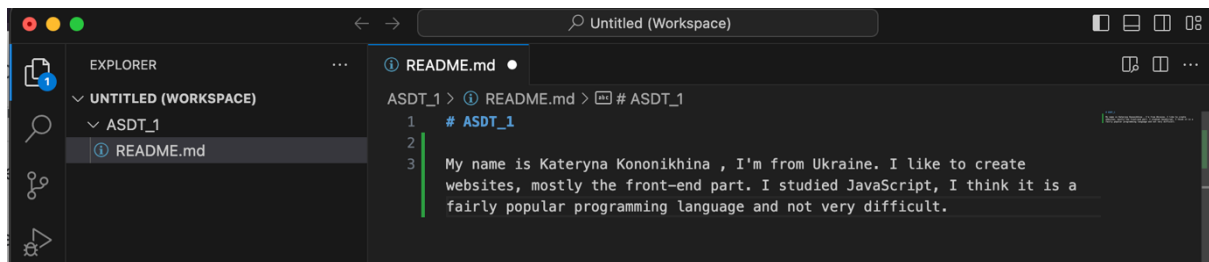 Untitled (Workspace)
EXPLORER
README.md
1
UNTITLED (WORKSPACE)
ASDT_1 > README.md > # ASDT_1
ASDT_1
1 # ASDT_1
README.md
2
3 My name is Kateryna Kononikhina , I'm from Ukraine. I like to create
websites, mostly the front-end part. I studied JavaScript, I think it is a
fairly popular programming language and not very difficult.